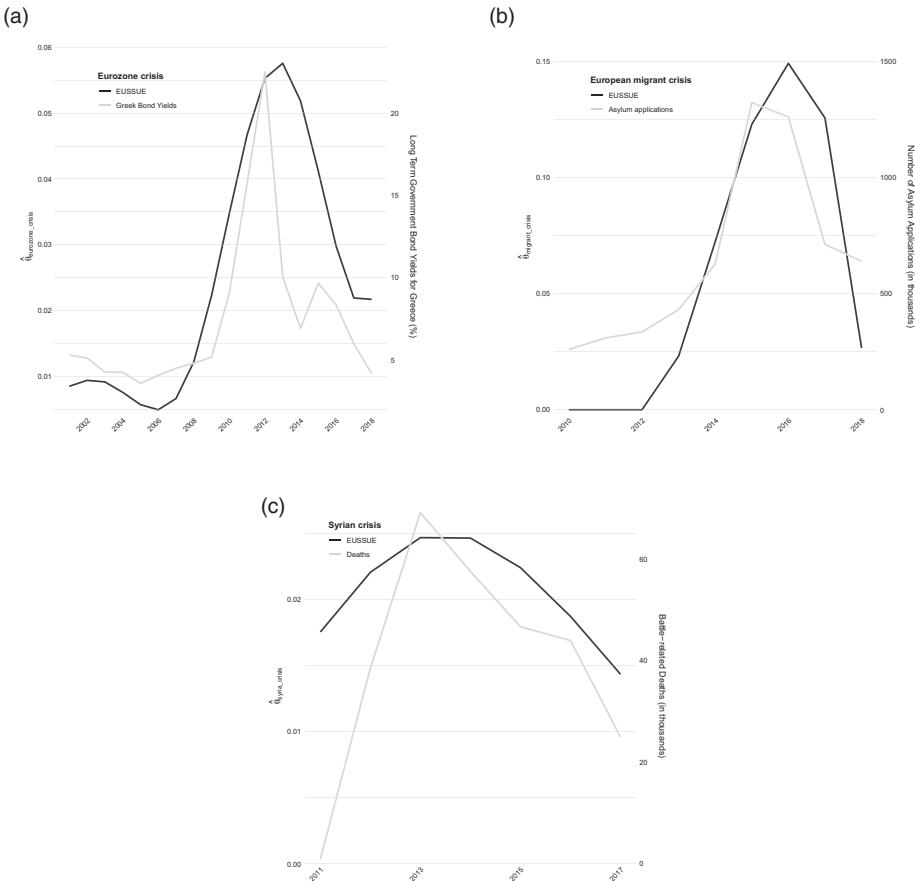 (a)
Eurozone crisis
EUSSUE
Greek Bond Yields
0.06
0.05
0.04
0.03
0.02
0.01
θ̂eurozone_crisis
20
15
10
5
Long Term Government Bond Yields for Greece (%)
2002
2004
2006
2008
2010
2012
2014
2016
2018
(b)
European migrant crisis
EUSSUE
Asylum applications
0.15
0.10
0.05
0.00
θ̂migrant_crisis
1500
1000
500
0
Number of Asylum Applications (in thousands)
2010
2012
2014
2016
2018
(c)
Syrian crisis
EUSSUE
Deaths
0.02
0.01
0.00
θ̂syria_crisis
60
40
20
0
Battle−related Deaths (in thousands)
2011
2013
2015
2017